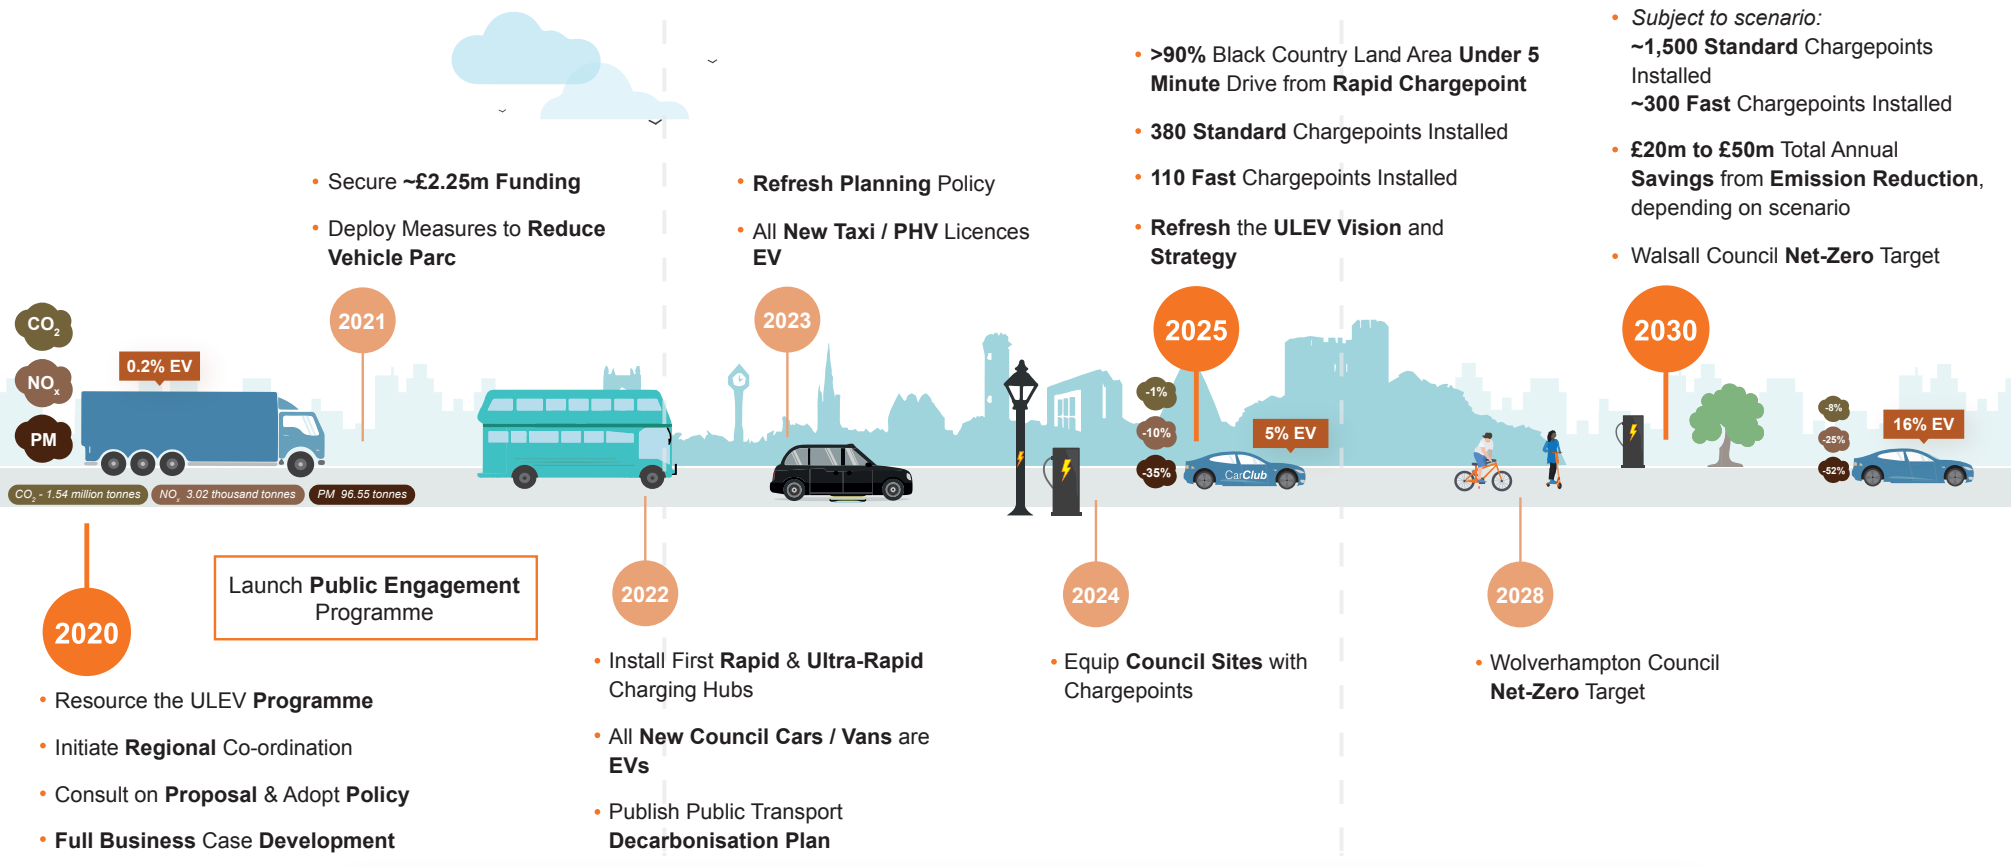 • Secure ~£2.25m Funding
• Deploy Measures to Reduce
Vehicle Parc
2021
• Refresh Planning Policy
• All New Taxi / PHV Licences
EV
2023
• >90% Black Country Land Area Under 5
Minute Drive from Rapid Chargepoint
• 380 Standard Chargepoints Installed
• 110 Fast Chargepoints Installed
• Refresh the ULEV Vision and
Strategy
2025
• Subject to scenario:
~1,500 Standard Chargepoints
Installed
~300 Fast Chargepoints Installed
• £20m to £50m Total Annual
Savings from Emission Reduction,
depending on scenario
• Walsall Council Net-Zero Target
2030
CO2
NOx
PM
0.2% EV
CO2 - 1.54 million tonnes
NOx 3.02 thousand tonnes
PM 96.55 tonnes
-1%
-10%
-35%
5% EV
CarClub
-8%
-25%
-52%
16% EV
2020
• Resource the ULEV Programme
• Initiate Regional Co-ordination
• Consult on Proposal & Adopt Policy
• Full Business Case Development
Launch Public Engagement
Programme
2022
• Install First Rapid & Ultra-Rapid
Charging Hubs
• All New Council Cars / Vans are
EVs
• Publish Public Transport
Decarbonisation Plan
2024
• Equip Council Sites with
Chargepoints
2028
• Wolverhampton Council
Net-Zero Target